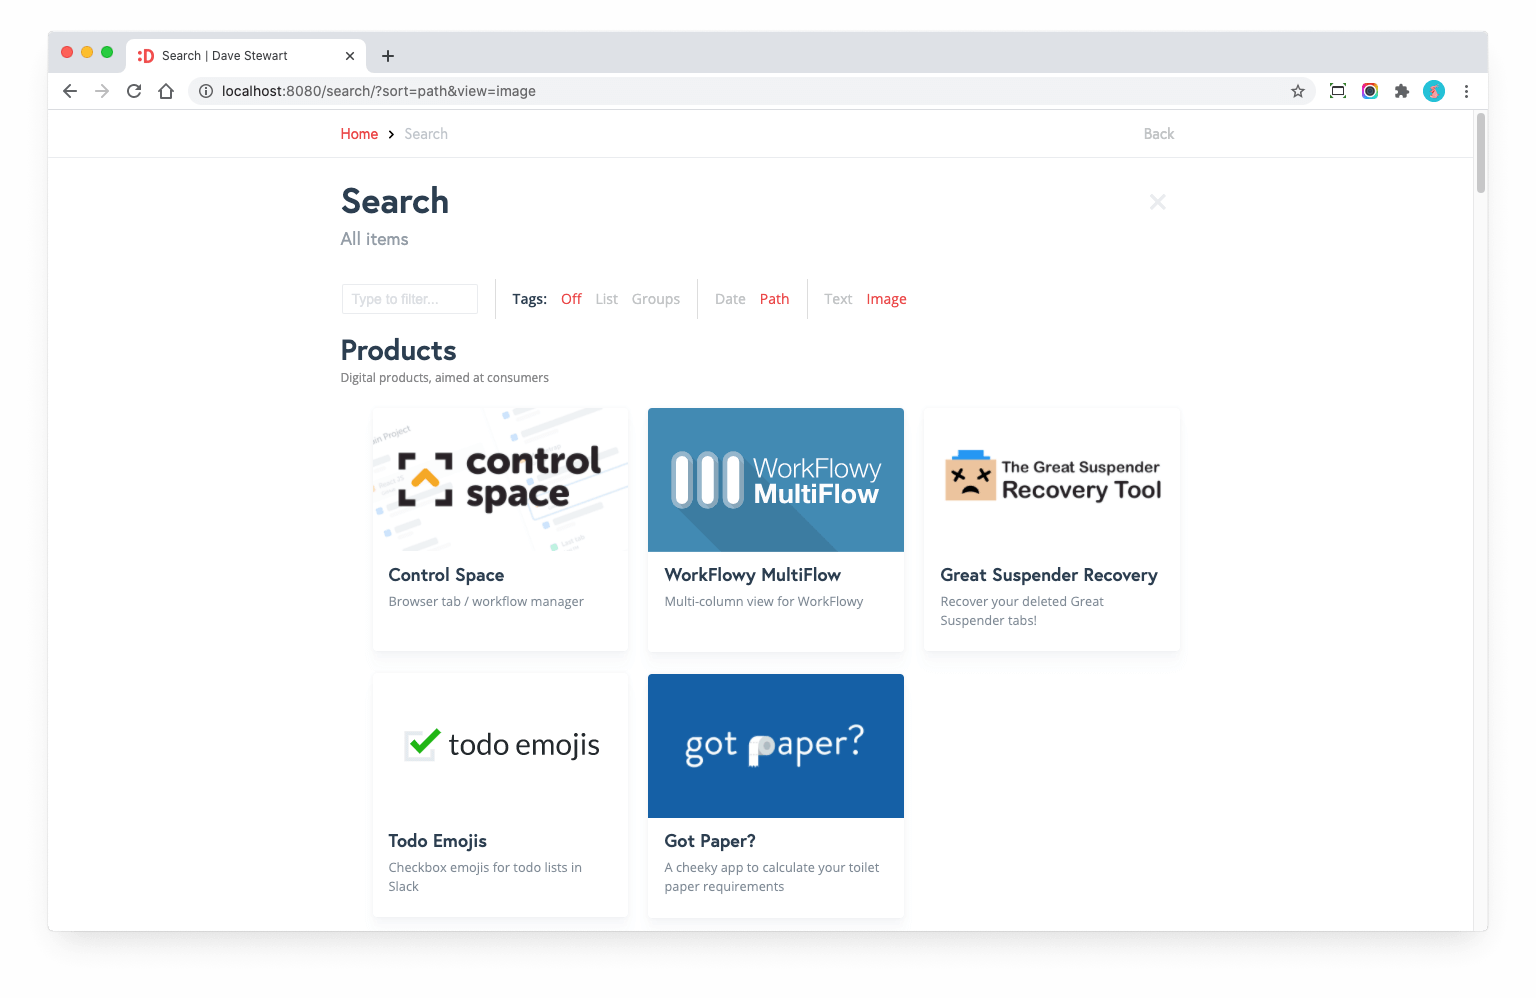 :D Search | Dave Stewart
localhost:8080/search/?sort=path&view=image
Home > Search Back
Search
All items
Type to filter... Tags: Off List Groups Date Path Text Image
Products
Digital products, aimed at consumers
control
space
WorkFlowy
MultiFlow
The Great Suspender
Recovery Tool
Control Space
Browser tab / workflow manager
WorkFlowy MultiFlow
Multi-column view for WorkFlowy
Great Suspender Recovery
Recover your deleted Great
Suspender tabs!
todo emojis
got paper?
Todo Emojis
Checkbox emojis for todo lists in
Slack
Got Paper?
A cheeky app to calculate your toilet
paper requirements